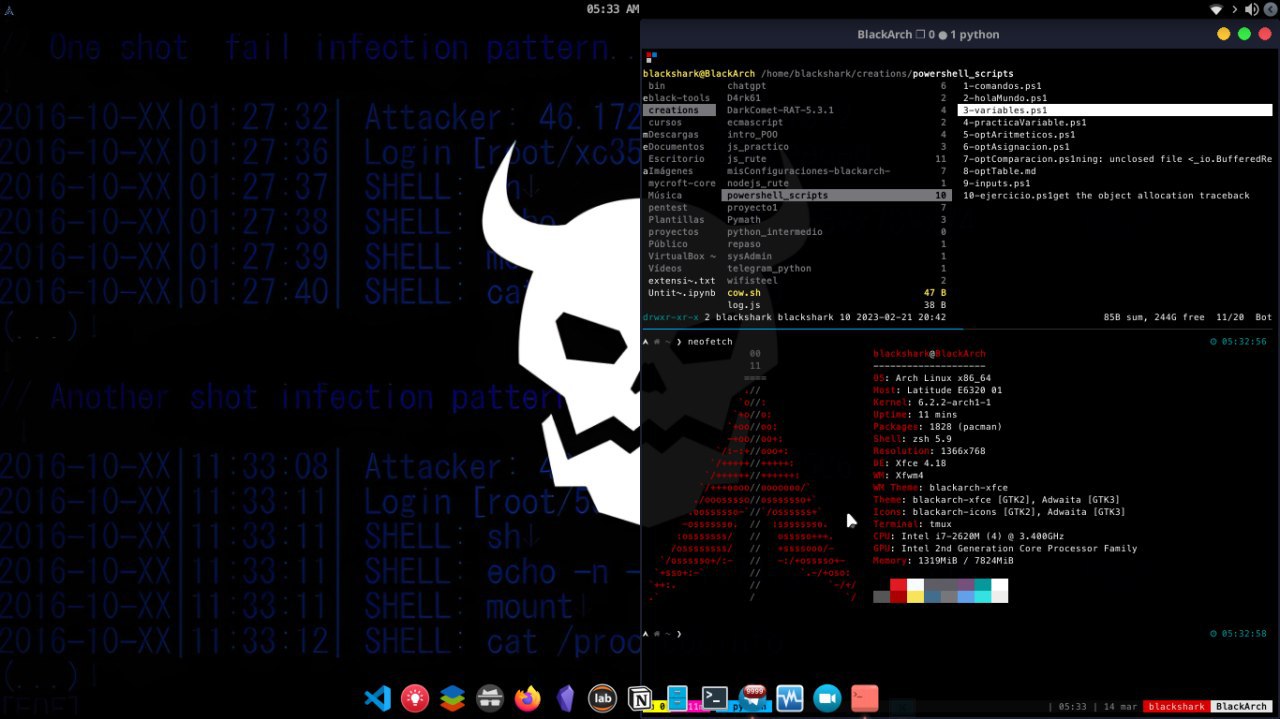 05:33 AM
// One shot fail infection pattern..
2016-10-XX|01:27:32| Attacker: 46.172
2016-10-XX|01:27:36| Login [root/xc35
2016-10-XX|01:27:37| SHELL:
2016-10-XX|01:27:38| SHELL:
2016-10-XX|01:27:39| SHELL:
2016-10-XX|01:27:40| SHELL: cat
(...)
// Another shot infection pattern
2016-10-XX|11:33:08 Attacker:
2016-10-XX|11:33:11 Login [root/5
2016-10-XX|11:33:11 SHELL: sh
2016-10-XX|11:33:11 SHELL: echo -n -
2016-10-XX|11:33:11 SHELL: mount
2016-10-XX|11:33:12| SHELL: cat /proc
(...)
BlackArch ❐ 0 ● 1 python
blackshark@BlackArch /home/blackshark/creations/powershell_scripts
bin chatgpt 6 1-comandos.ps1
eblack-tools D4rk61 2 2-holaMundo.ps1
creations DarkComet-RAT-5.3.1 4 3-variables.ps1
cursos ecmascript 2 4-practicaVariable.ps1
mDescargas intro_POO 4 5-optAritmeticos.ps1
eDocumentos js_practico 3 6-optAsignacion.ps1
Escritorio js_rute 11 7-optComparacion.ps1ning: unclosed file <_io.BufferedRe
aImágenes misConfiguraciones-blackarch~ 7 8-optTable.md
mycroft-core nodejs_rute 1 9-inputs.ps1
Música powershell_scripts 10 10-ejercicio.ps1get the object allocation traceback
pentest proyecto1 7
Plantillas Pymath 3
proyectos python_intermedio 0
Público repaso 1
VirtualBox ~ sysAdmin 1
Vídeos telegram_python 1
extensi~.txt wifisteel 2
Untit~.ipynb cow.sh 47 B
log.js 38 B
drwxr-xr-x 2 blackshark blackshark 10 2023-02-21 20:42 85B sum, 244G free 11/20 Bot
~ ❯ neofetch 05:32:56
00
11
====
blackshark@BlackArch
--------------------
OS: Arch Linux x86_64
Host: Latitude E6320 01
Kernel: 6.2.2-arch1-1
Uptime: 11 mins
Packages: 1828 (pacman)
Shell: zsh 5.9
Resolution: 1366x768
DE: Xfce 4.18
WM: Xfwm4
WM Theme: blackarch-xfce
Theme: blackarch-xfce [GTK2], Adwaita [GTK3]
Icons: blackarch-icons [GTK2], Adwaita [GTK3]
Terminal: tmux
CPU: Intel i7-2620M (4) @ 3.400GHz
GPU: Intel 2nd Generation Core Processor Family
Memory: 1319MiB / 7824MiB
~ ❯ 05:32:58
lab
9999
python | 05:33 | 14 mar blackshark BlackArch